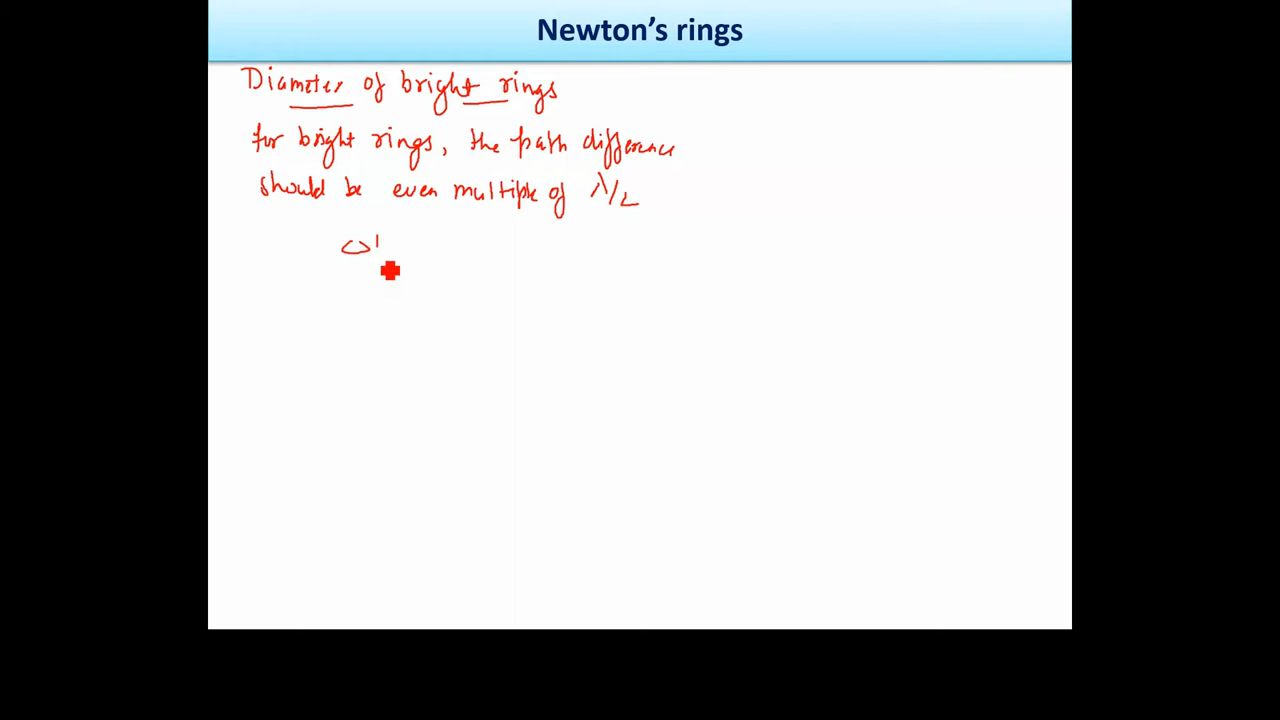 Newton's rings
Diameter of bright rings
for bright rings, the path difference
should be even multiple of λ/2